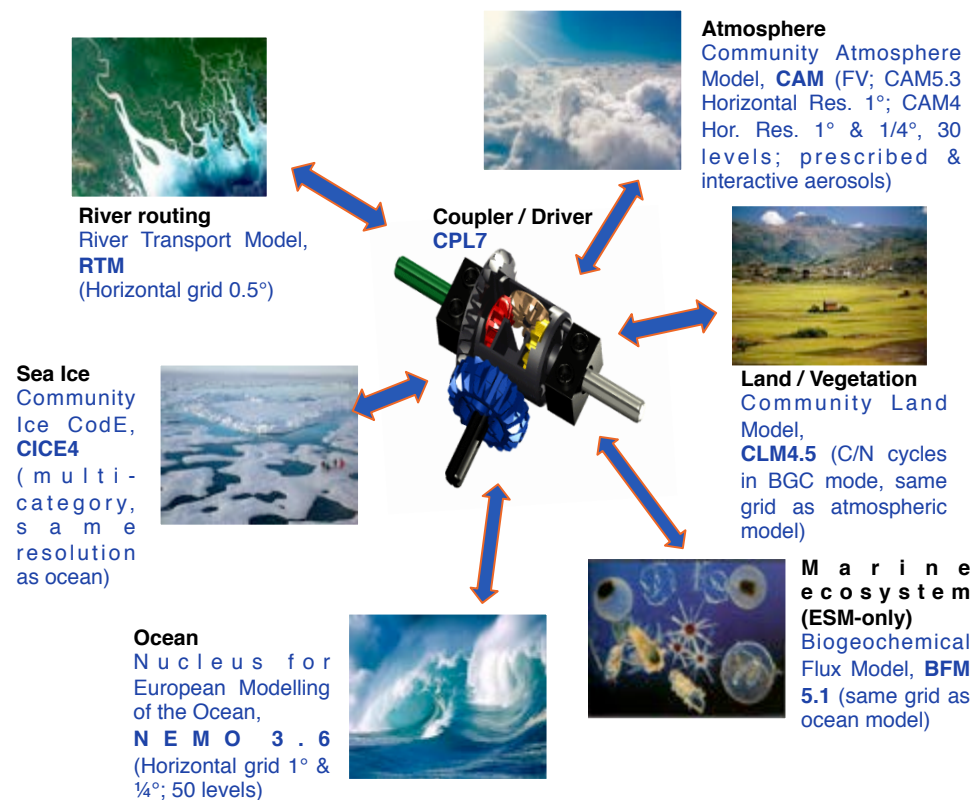 Atmosphere
Community Atmosphere
Model, CAM (FV; CAM5.3
Horizontal Res. 1°; CAM4
Hor. Res. 1° & 1/4°, 30
levels; prescribed &
interactive aerosols)
River routing
River Transport Model,
RTM
(Horizontal grid 0.5°)
Coupler / Driver
CPL7
Sea Ice
Community
Ice CodE,
CICE4
(multi-
category,
same
resolution
as ocean)
Land / Vegetation
Community Land
Model,
CLM4.5 (C/N cycles
in BGC mode, same
grid as atmospheric
model)
Marine
ecosystem
(ESM-only)
Biogeochemical
Flux Model, BFM
5.1 (same grid as
ocean model)
Ocean
Nucleus for
European Modelling
of the Ocean,
NEMO 3.6
(Horizontal grid 1° &
¼°; 50 levels)